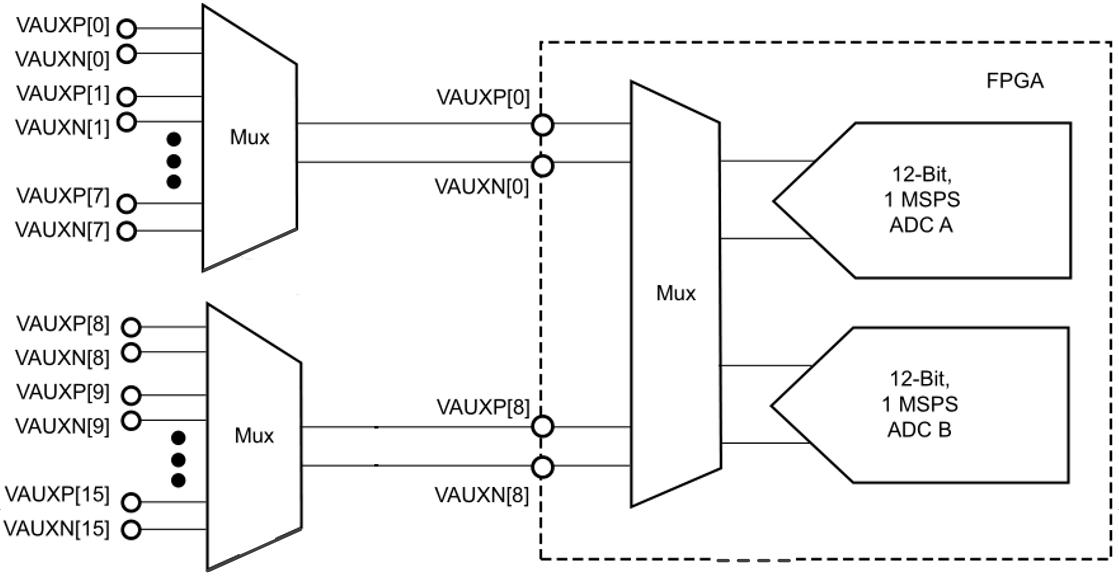 VAUXP[0]
VAUXN[0]
VAUXP[1]
VAUXN[1]
VAUXP[7]
VAUXN[7]
Mux
VAUXP[8]
VAUXN[8]
VAUXP[9]
VAUXN[9]
VAUXP[15]
VAUXN[15]
Mux
VAUXP[0]
VAUXN[0]
VAUXP[8]
VAUXN[8]
FPGA
Mux
12-Bit,
1 MSPS
ADC A
12-Bit,
1 MSPS
ADC B